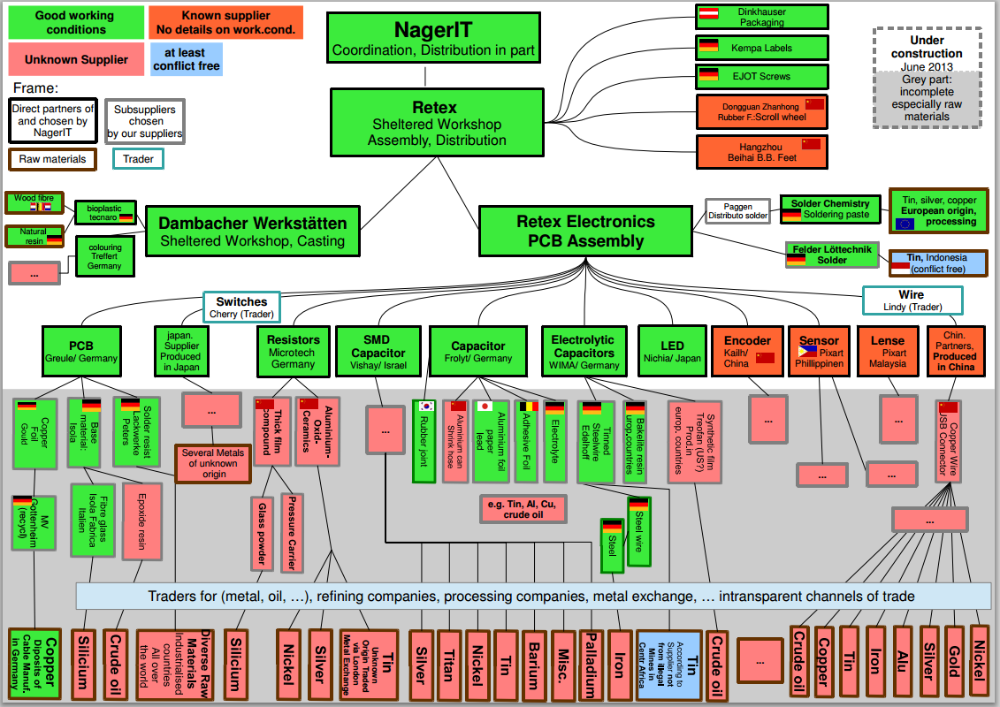 Good working
conditions
Known supplier
No details on work.cond.
Unknown Supplier
at least
conflict free
Frame:
Direct partners of
and chosen by
NagerIT
Subsuppliers
chosen
by our suppliers
Raw materials
Trader
NagerIT
Coordination, Distribution in part
Retex
Sheltered Workshop
Assembly, Distribution
Dinkhauser
Packaging
Kempa Labels
EJOT Screws
Dongguan Zhanhong
Rubber F.:Scroll wheel
Hangzhou
Beihai B.B. Feet
Under
construction
June 2013
Grey part:
incomplete
especially raw
materials
Wood fibre
Natural
resin
...
bioplastic
tecnaro
colouring
Treffert
Germany
Dambacher Werkstätten
Sheltered Workshop, Casting
Retex Electronics
PCB Assembly
Paggen
Distributo solder
Solder Chemistry
Soldering paste
Tin, silver, copper
European origin,
processing
Felder Löttechnik
Solder
Tin, Indonesia
(conflict free)
Switches
Cherry (Trader)
Wire
Lindy (Trader)
PCB
Greule/ Germany
japan.
Supplier
Produced
in Japan
Resistors
Microtech
Germany
SMD
Capacitor
Vishay/ Israel
Capacitor
Frolyt/ Germany
Electrolytic
Capacitors
WIMA/ Germany
LED
Nichia/ Japan
Encoder
Kailh/
China
Sensor
Pixart
Phillippinen
Lense
Pixart
Malaysia
Chin.
Partners,
Produced
in China
Copper
Foil
Gould
Base
material:
Isola
Solder resist
Lackwerke
Peters
...
Several Metals
of unknown
origin
Thick film
compound
Aluminium-
Oxid-
Ceramics
...
Rubber joint
Aluminium can
Shrink hose
Aluminium foil
paper
lead
Adhesive Foil
Electrolyte
Tinned
Steelwire
Edelhoff
Bakelite resin
europ.countries
Synthetic film
Treofan (US?)
Prod.in
europ. countries
...
...
...
...
Copper Wire
USB Connector
...
MV
Gottenheim
(recycl)
Fibre glass
Isola Fabrica
Italien
Epoxide resin
Glass powder
Pressure Carrier
e.g. Tin, Al, Cu,
crude oil
Steel
Steel wire
Traders for (metal, oil, …), refining companies, processing companies, metal exchange, … intransparent channels of trade
Copper
Diposits of
Cable Manuf.
in Germany
Silicium
Crude oil
Diverse Raw
Materials
Industrialised
countries
All over
the world
Silicium
Nickel
Silver
Tin
Unknown
Origin Traded
via London
Metal Exchange
Silver
Titan
Nickel
Tin
Barium
Misc.
Palladium
Iron
Tin
According to
Supplier not
from illegal
Mines in
Centr Africa
Crude oil
...
Crude oil
Copper
Tin
Iron
Alu
Silver
Gold
Nickel